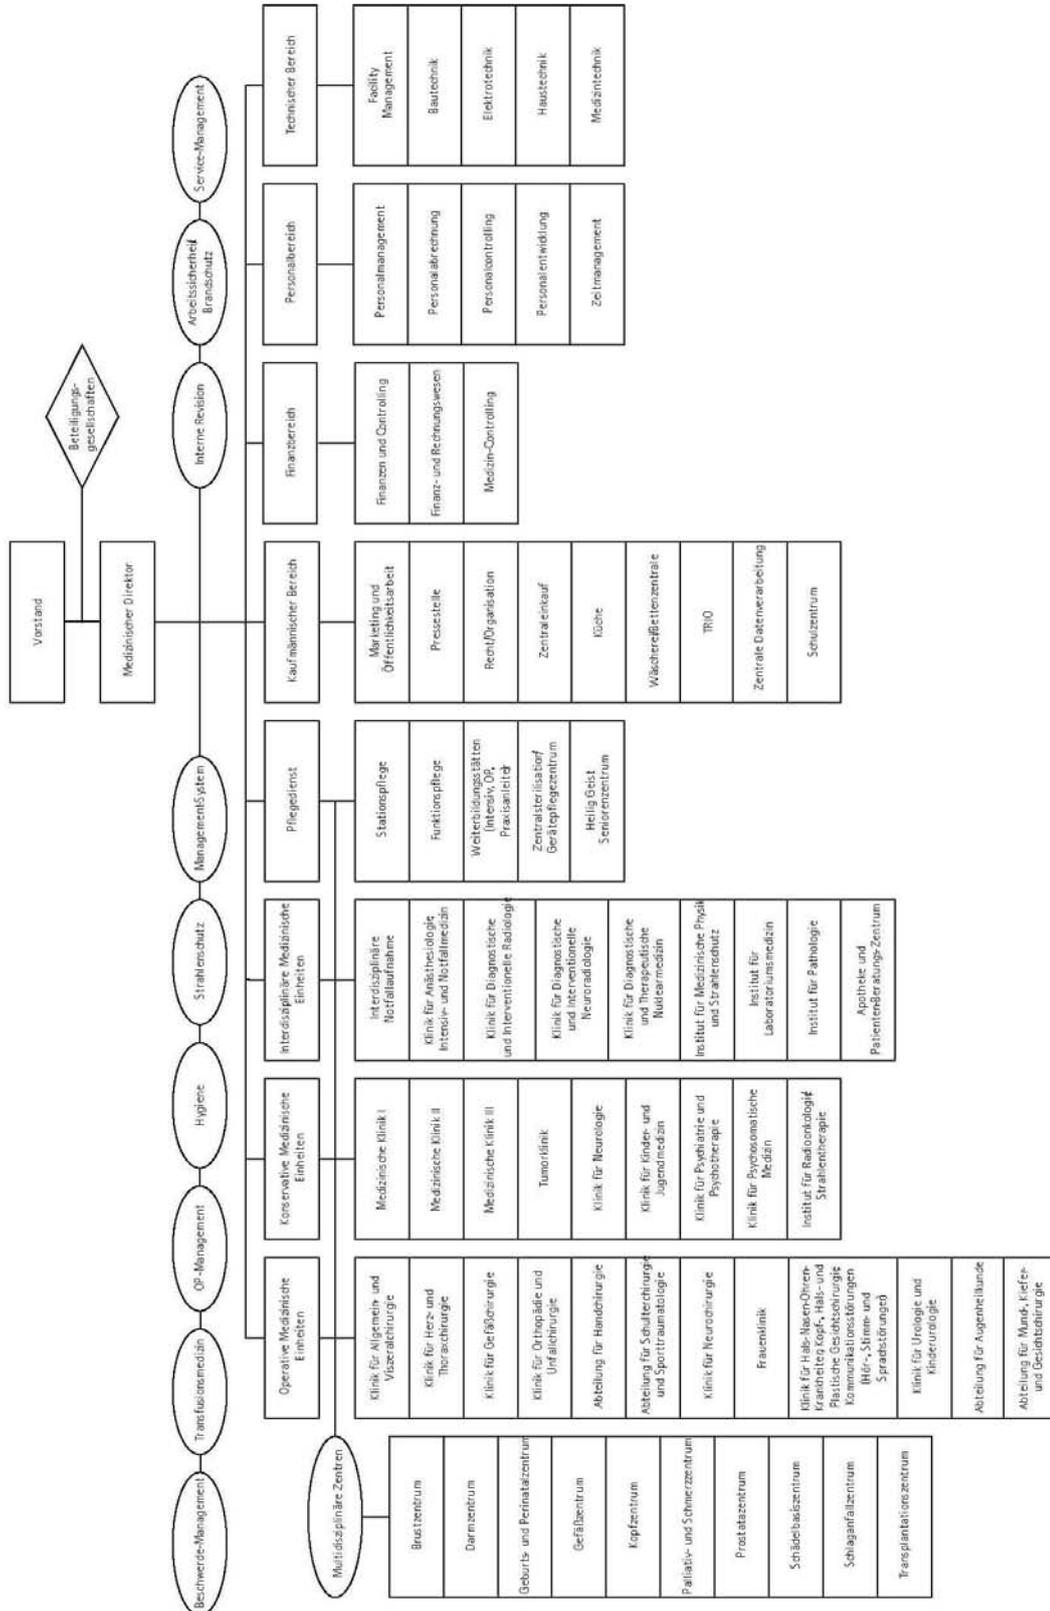 Vorstand
Beteiligungs-
gesellschaften
Medizinischer Direktor
Beschwerde-Management
Transfusionsmedizin
OP-Management
Hygiene
Strahlenschutz
ManagementSystem
Interne Revision
Arbeitssicherheit/
Brandschutz
Service-Management
Multidisziplinäre Zentren
Brustzentrum
Darmzentrum
Geburts- und Perinatalzentrum
Gefäßzentrum
Kopfzentrum
Palliativ- und Schmerzzentrum
Prostatazentrum
Schädelbasiszentrum
Schlaganfallzentrum
Transplantationszentrum
Operative Medizinische
Einheiten
Klinik für Allgemein- und
Viszeralchirurgie
Klinik für Herz- und
Thoraxchirurgie
Klinik für Gefäßchirurgie
Klinik für Orthopädie und
Unfallchirurgie
Abteilung für Handchirurgie
Abteilung für Schulterchirurgie
und Sporttraumatologie
Klinik für Neurochirurgie
Frauenklinik
Klinik für Hals-Nasen-Ohren-
Krankheiten, Kopf-, Hals- und
Plastische Gesichtschirurgie,
Kommunikationsstörungen
(Hör-, Stimm- und
Sprachstörungen)
Klinik für Urologie und
Kinderurologie
Abteilung für Augenheilkunde
Abteilung für Mund-, Kiefer-
und Gesichtschirurgie
Konservative Medizinische
Einheiten
Medizinische Klinik I
Medizinische Klinik II
Medizinische Klinik III
Tumorklinik
Klinik für Neurologie
Klinik für Kinder- und
Jugendmedizin
Klinik für Psychiatrie und
Psychotherapie
Klinik für Psychosomatische
Medizin
Institut für Radioonkologie/
Strahlentherapie
Interdisziplinäre Medizinische
Einheiten
Interdisziplinäre
Notfallaufnahme
Klinik für Anästhesiologie
Intensiv- und Notfallmedizin
Klinik für Diagnostische
und Interventionelle Radiologie
Klinik für Diagnostische
und Interventionelle
Neuroradiologie
Klinik für Diagnostische
und Therapeutische
Nuklearmedizin
Institut für Medizinische Physik
und Strahlenschutz
Institut für
Laboratoriumsmedizin
Institut für Pathologie
Apotheke und
Patienten-Beratungs-Zentrum
Pflegedienst
Stationspflege
Funktionspflege
Weiterbildungsstätten
(Intensiv, OP,
Praxisanleiter)
Zentralsterilisation/
Gerätepflegezentrum
Heilig Geist
Seniorenzentrum
Kaufmännischer Bereich
Marketing und
Öffentlichkeitsarbeit
Pressestelle
Recht/Organisation
Zentraleinkauf
Küche
Wäscherei/Bettenzentrale
TRIO
Zentrale Datenverarbeitung
Schulzentrum
Finanzbereich
Finanzen und Controlling
Finanz- und Rechnungswesen
Medizin-Controlling
Personalbereich
Personalmanagement
Personalabrechnung
Personalcontrolling
Personalentwicklung
Zeitmanagement
Technischer Bereich
Facility
Management
Bautechnik
Elektrotechnik
Haustechnik
Medizintechnik